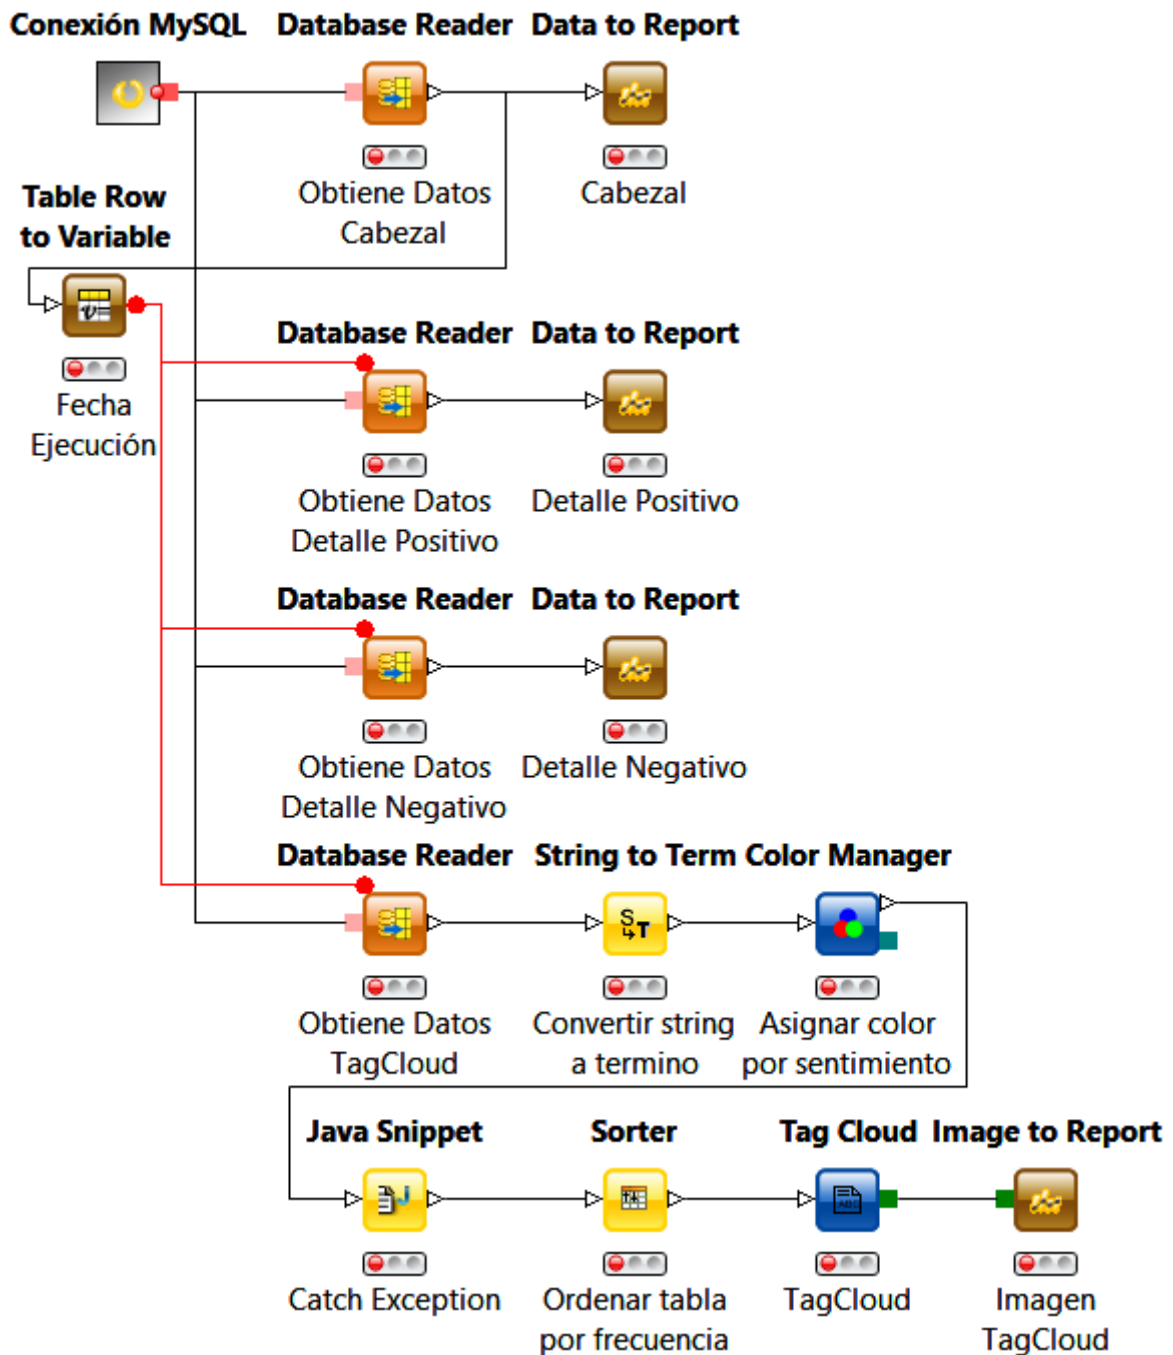 Conexión MySQL Database Reader Data to Report
Table Row
to Variable
Obtiene Datos
Cabezal
Cabezal
Fecha
Ejecución
Database Reader Data to Report
Obtiene Datos
Detalle Positivo
Detalle Positivo
Database Reader Data to Report
Obtiene Datos
Detalle Negativo
Detalle Negativo
Database Reader String to Term Color Manager
S
T
Obtiene Datos
TagCloud
Convertir string
a termino
Asignar color
por sentimiento
Java Snippet Sorter Tag Cloud Image to Report
ABC
Catch Exception
Ordenar tabla
por frecuencia
TagCloud
Imagen
TagCloud